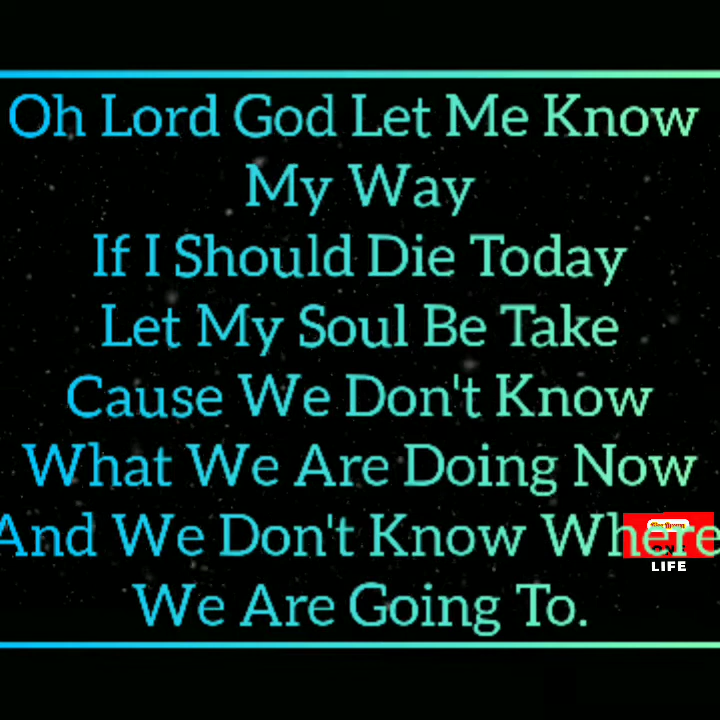 Oh Lord God Let Me Know
My Way
If I Should Die Today
Let My Soul Be Take
Cause We Don't Know
What We Are Doing Now
And We Don't Know Where
We Are Going To.
ONE
LIFE